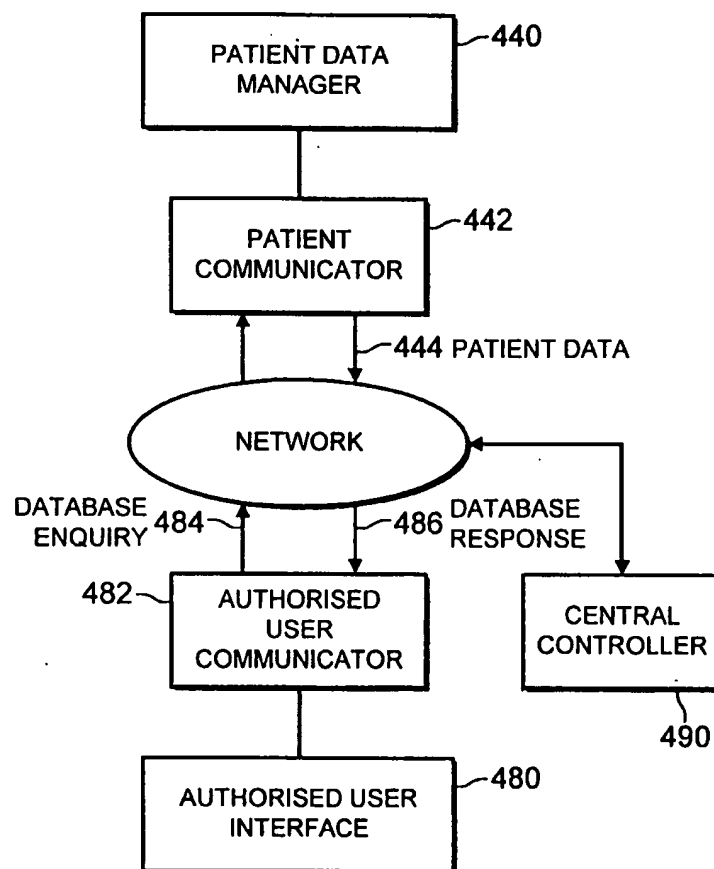 PATIENT DATA
MANAGER
440
PATIENT
COMMUNICATOR
442
444 PATIENT DATA
NETWORK
DATABASE
ENQUIRY
484
486
DATABASE
RESPONSE
482
AUTHORISED
USER
COMMUNICATOR
CENTRAL
CONTROLLER
490
480
AUTHORISED USER
INTERFACE